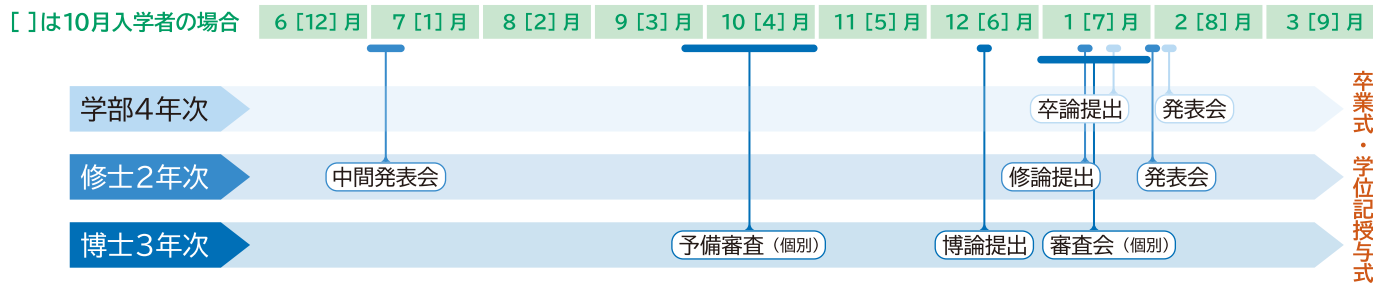 [ ]は10月入学者の場合
6 [12] 月
7 [1] 月
8 [2] 月
9 [3] 月
10 [4] 月
11 [5] 月
12 [6] 月
1 [7] 月
2 [8] 月
3 [9] 月
学部4年次
卒論提出
発表会
修士2年次
中間発表会
修論提出
発表会
博士3年次
予備審査（個別）
博論提出
審査会（個別）
卒業式・学位記授与式